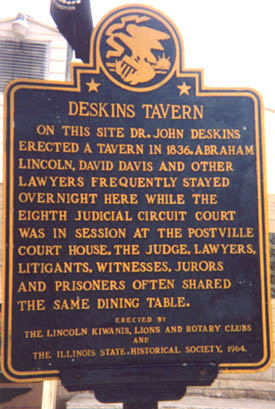 DESKINS TAVERN
ON THIS SITE DR. JOHN DESKINS
ERECTED A TAVERN IN 1836. ABRAHAM
LINCOLN, DAVID DAVIS AND OTHER
LAWYERS FREQUENTLY STAYED
OVERNIGHT HERE WHILE THE
EIGHTH JUDICIAL CIRCUIT COURT
WAS IN SESSION AT THE POSTVILLE
COURT HOUSE. THE JUDGE, LAWYERS,
LITIGANTS, WITNESSES, JURORS
AND PRISONERS OFTEN SHARED
THE SAME DINING TABLE.
ERECTED BY
THE LINCOLN KIWANIS, LIONS AND ROTARY CLUBS
AND
THE ILLINOIS STATE HISTORICAL SOCIETY, 1964.